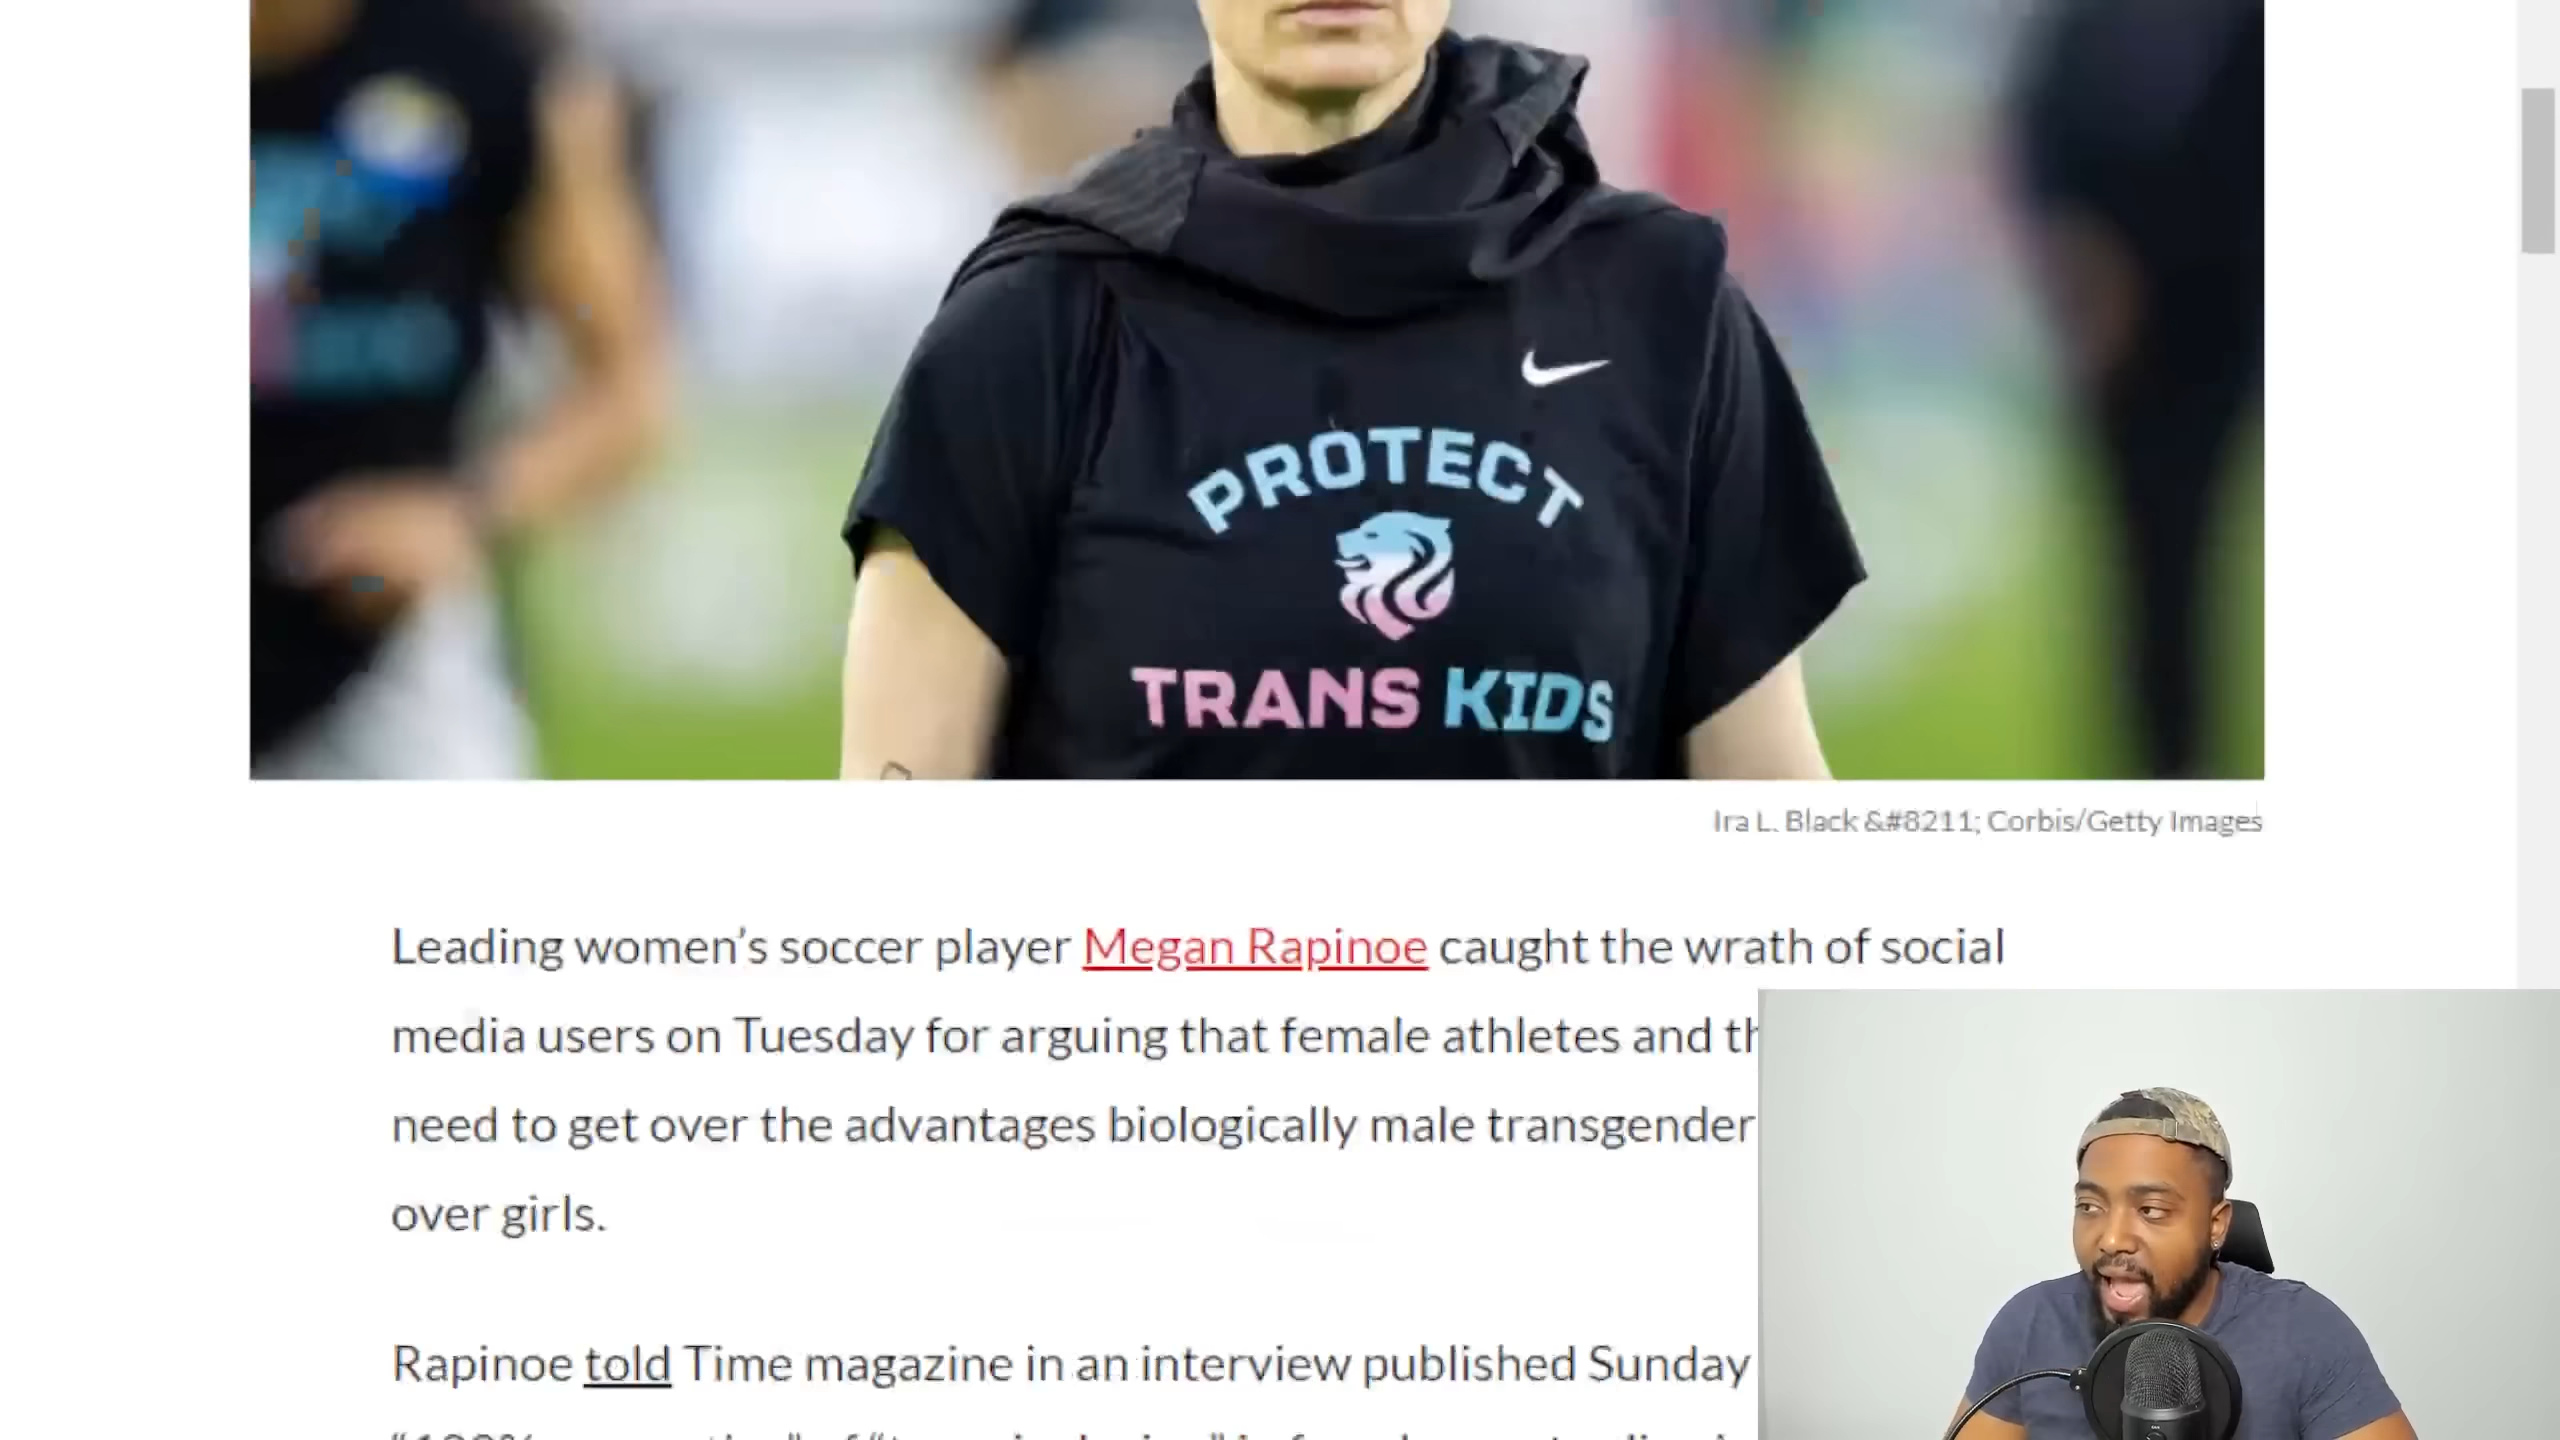 PROTECT
TRANS KIDS
Ira L. Black &#8211; Corbis/Getty Images
Leading women’s soccer player Megan Rapinoe caught the wrath of social
media users on Tuesday for arguing that female athletes and
need to get over the advantages biologically male transgender
over girls.
Rapinoe told Time magazine in an interview published Sunday